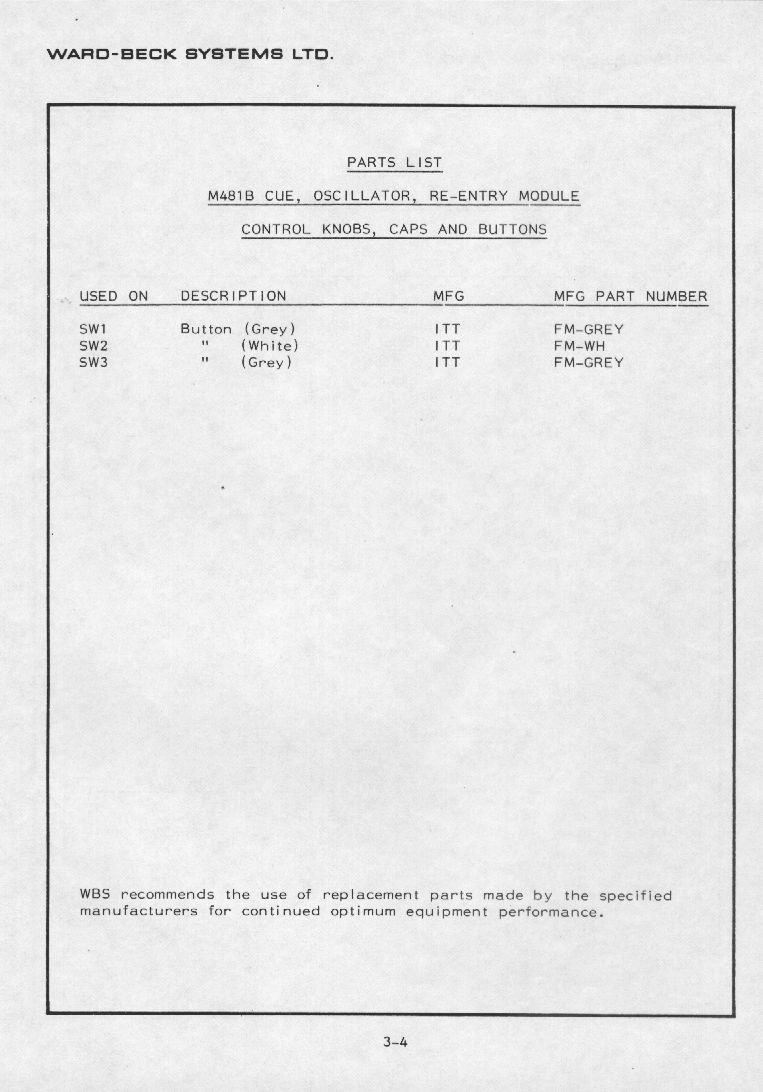 WARD-BECK SYSTEMS LTD.
PARTS LIST
M481B CUE, OSCILLATOR, RE-ENTRY MODULE
CONTROL KNOBS, CAPS AND BUTTONS
USED ON DESCRIPTION MFG MFG PART NUMBER
SW1 Button (Grey) ITT FM-GREY
SW2 " (White) ITT FM-WH
SW3 " (Grey) ITT FM-GREY
WBS recommends the use of replacement parts made by the specified
manufacturers for continued optimum equipment performance.
3-4